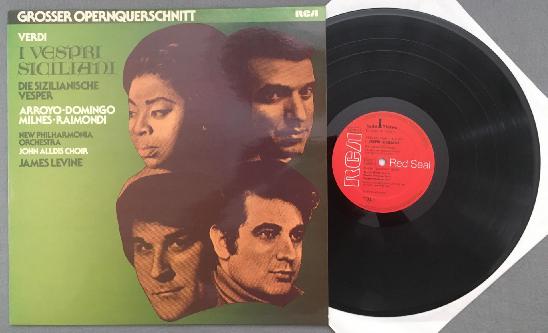 GROSSER OPERNQUERSCHNITT
RCA
VERDI
I VESPRI
SICILIANI
DIE SIZILIANISCHE
VESPER
ARROYO·DOMINGO
MILNES·RAIMONDI
NEW PHILHARMONIA
ORCHESTRA
JOHN ALLDIS CHOIR
JAMES LEVINE
RCA
Red Seal